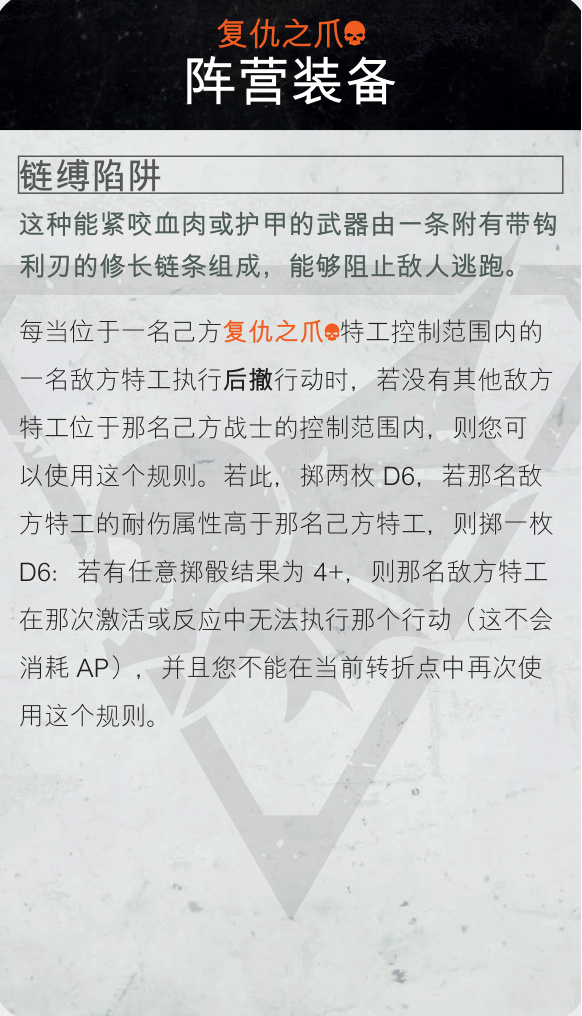 复仇之爪
阵营装备
链缚陷阱
这种能紧咬血肉或护甲的武器由一条附有带钩
利刃的修长链条组成，能够阻止敌人逃跑。
每当位于一名己方复仇之爪特工控制范围内的
一名敌方特工执行后撤行动时，若没有其他敌方
特工位于那名己方战士的控制范围内，则您可
以使用这个规则。若此，掷两枚 D6，若那名敌
方特工的耐伤属性高于那名己方特工，则掷一枚
D6：若有任意掷骰结果为 4+，则那名敌方特工
在那次激活或反应中无法执行那个行动（这不会
消耗 AP），并且您不能在当前转折点中再次使
用这个规则。